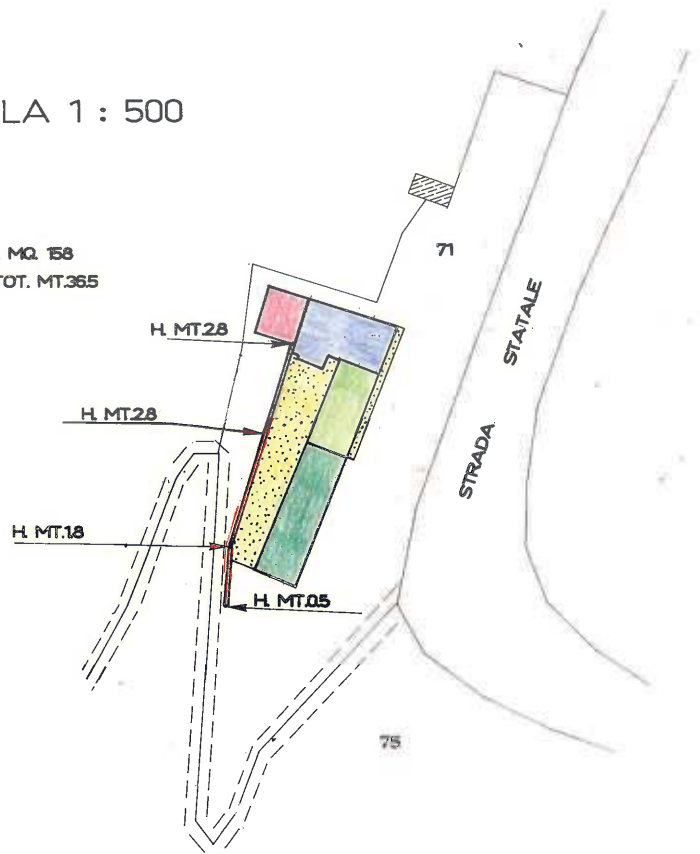 LA 1 : 500
MQ. 158
TOT. MT.36.5
71
H. MT.2.8
STRADA STATALE
H. MT.2.8
H. MT.1.8
H. MT.0.5
75